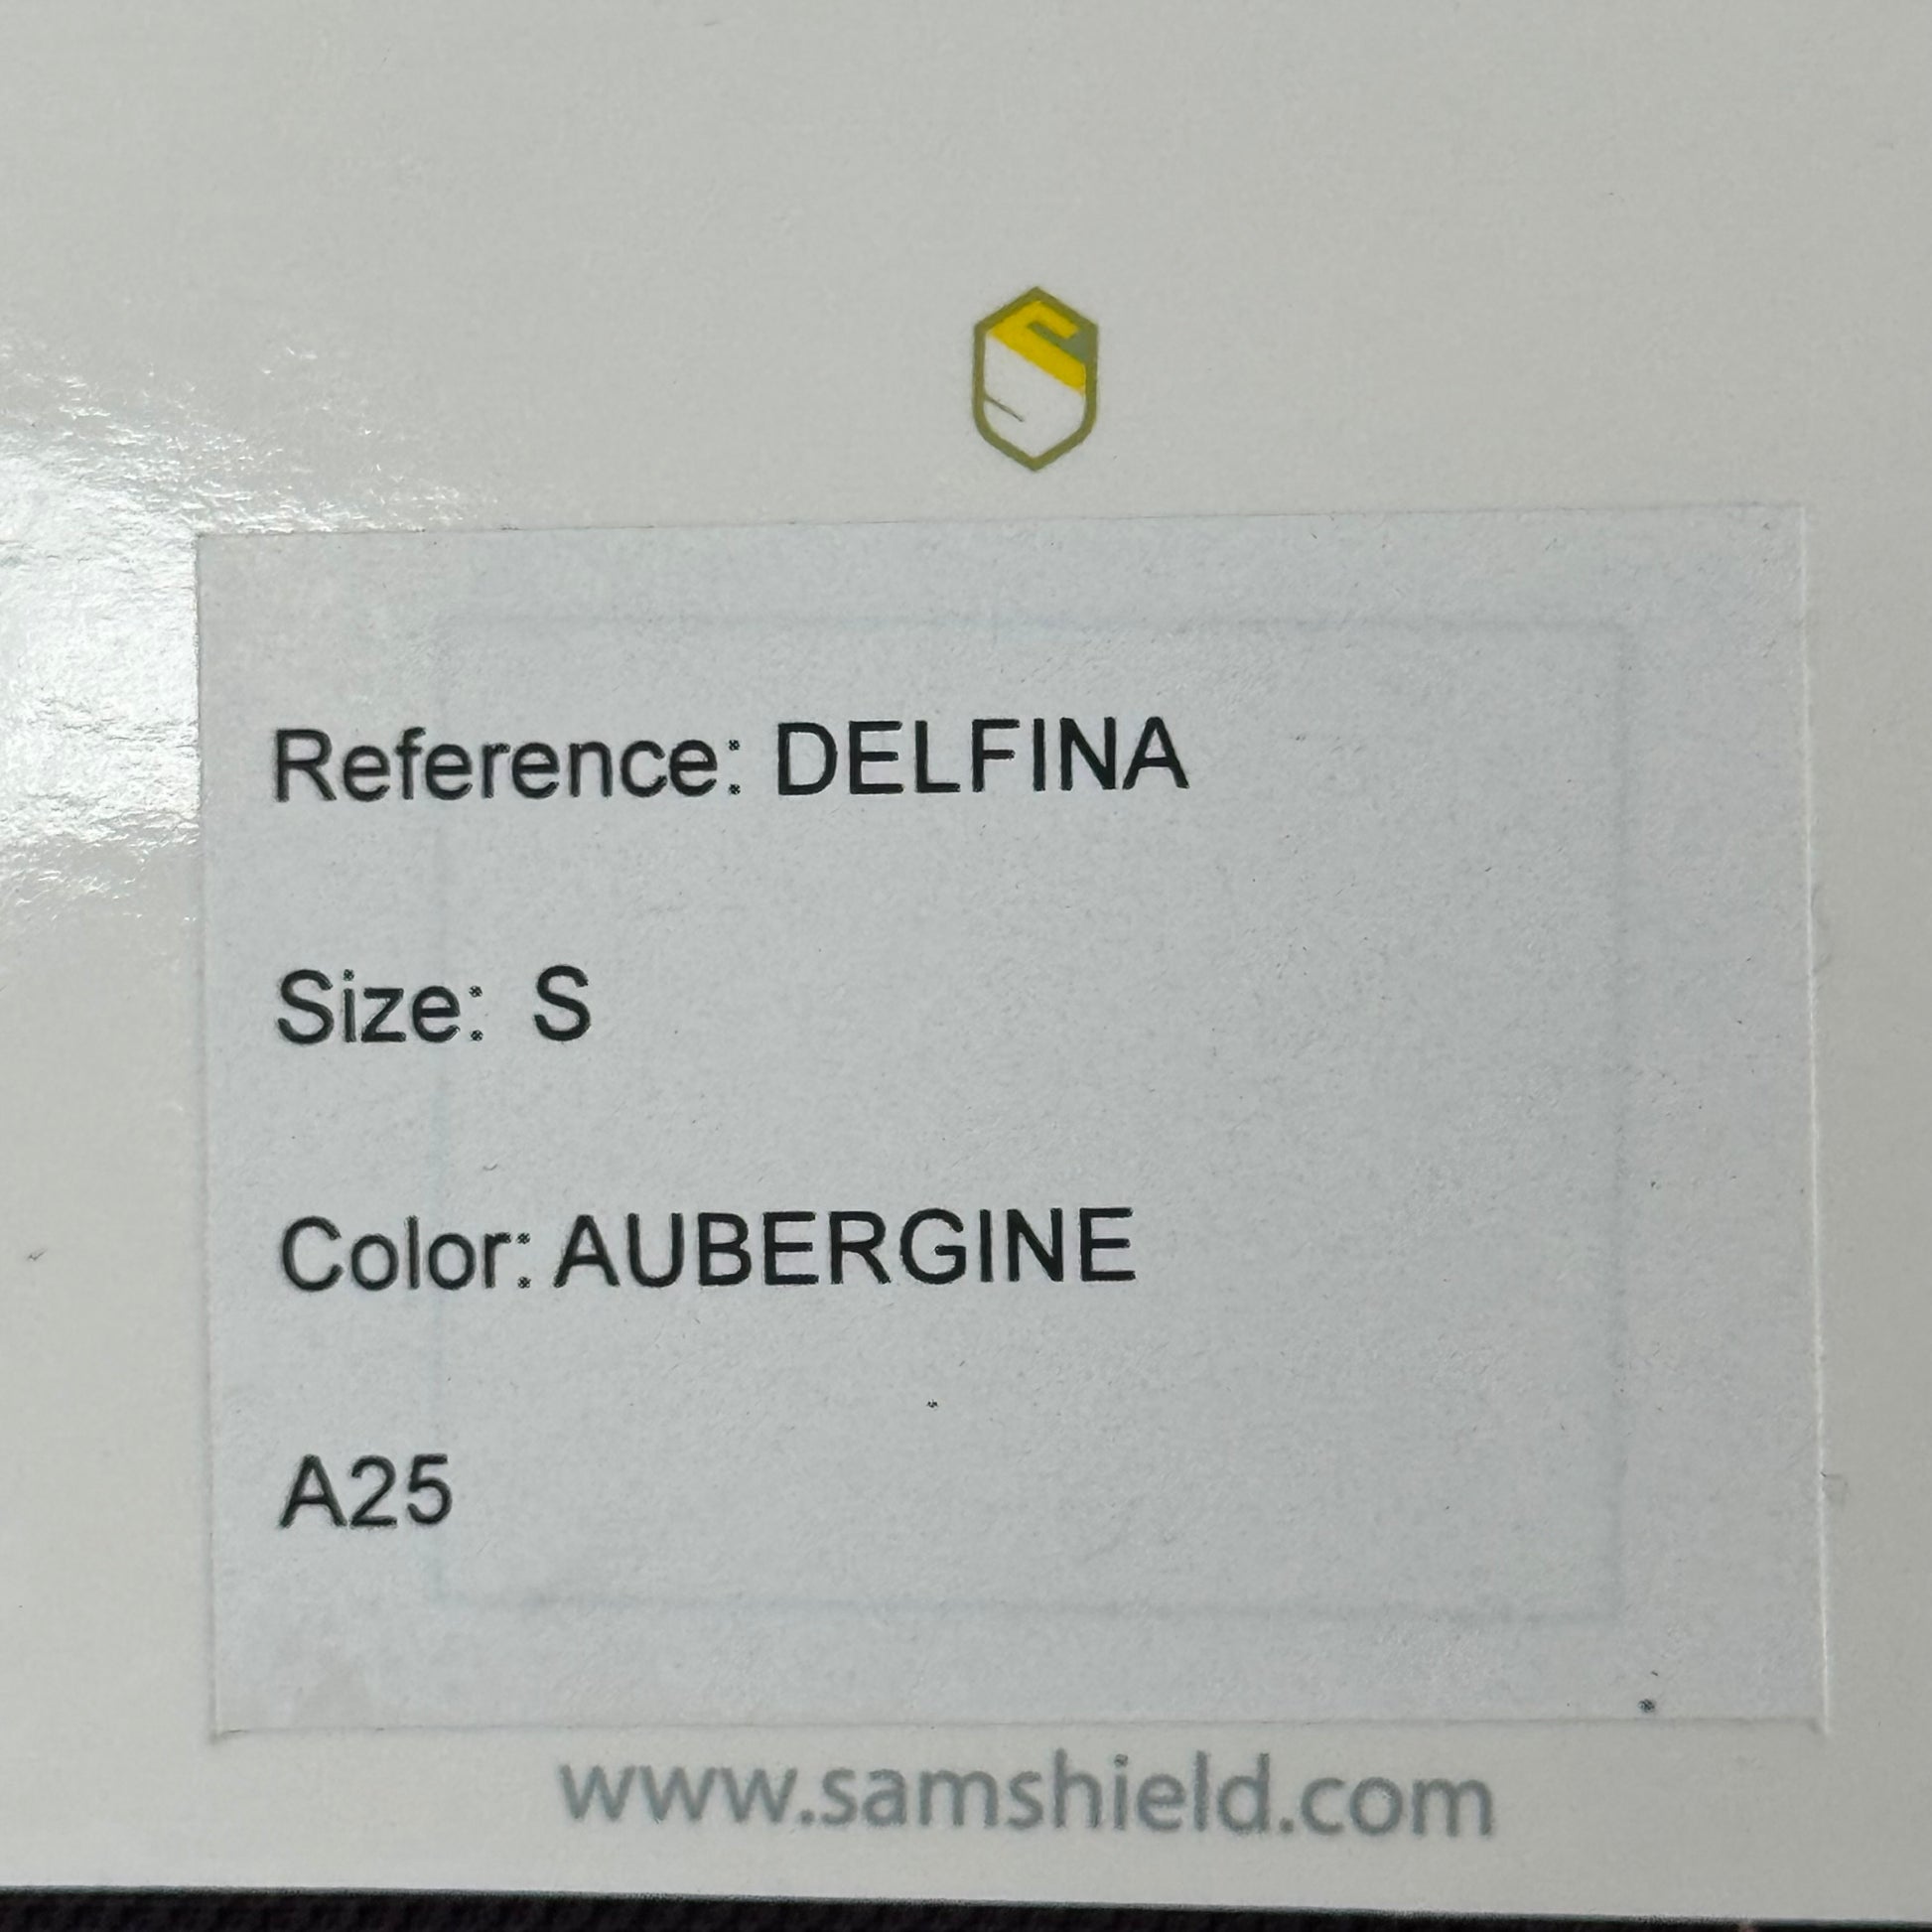 Reference: DELFINA
Size: S
Color: AUBERGINE
A25
www.samshield.com